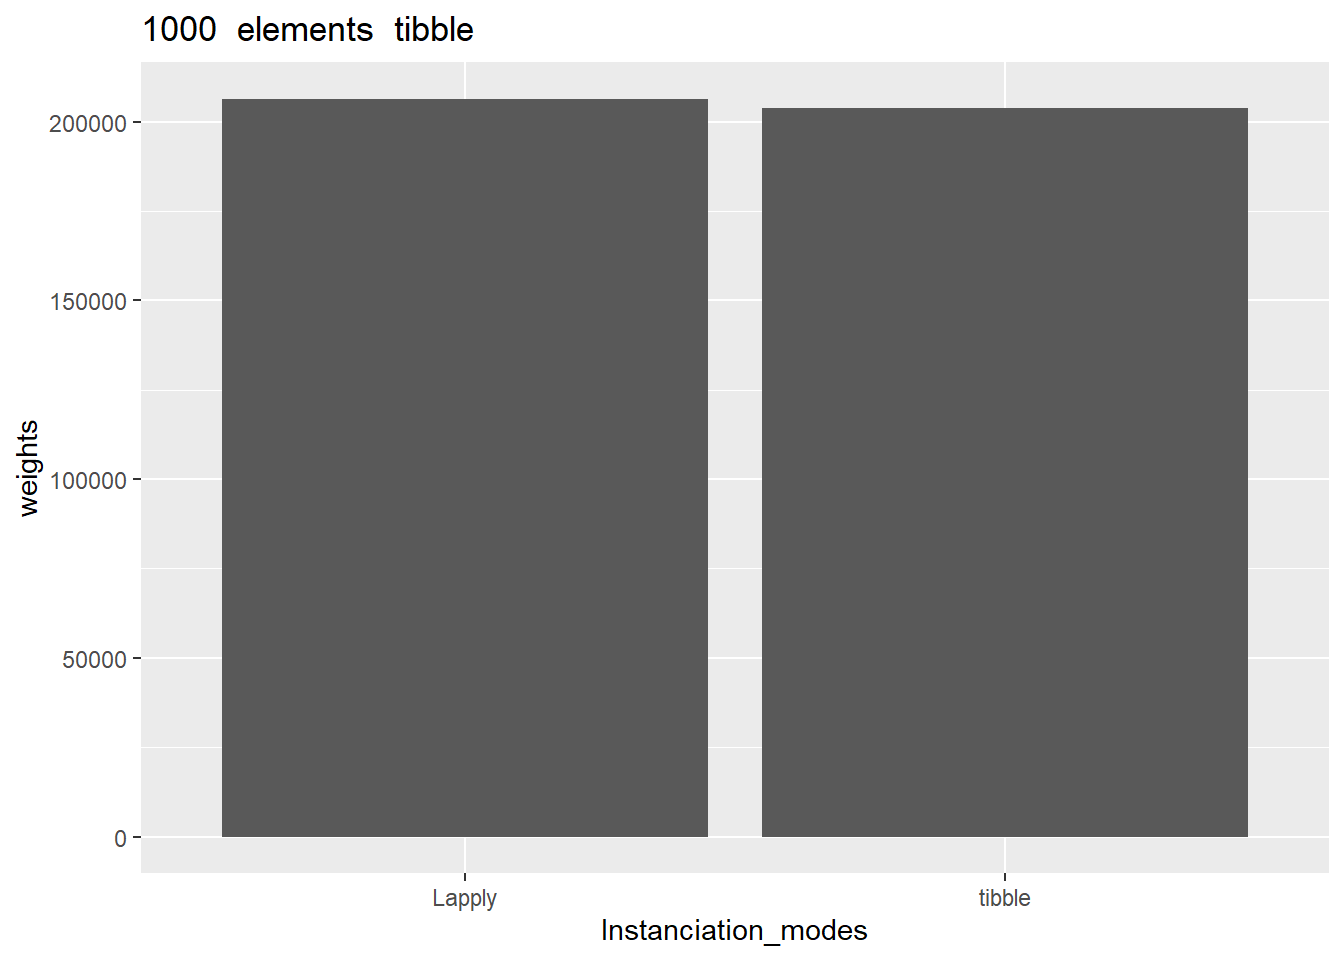 1000 elements tibble
200000
150000
100000
50000
0
weights
Lapply tibble
Instanciation_modes